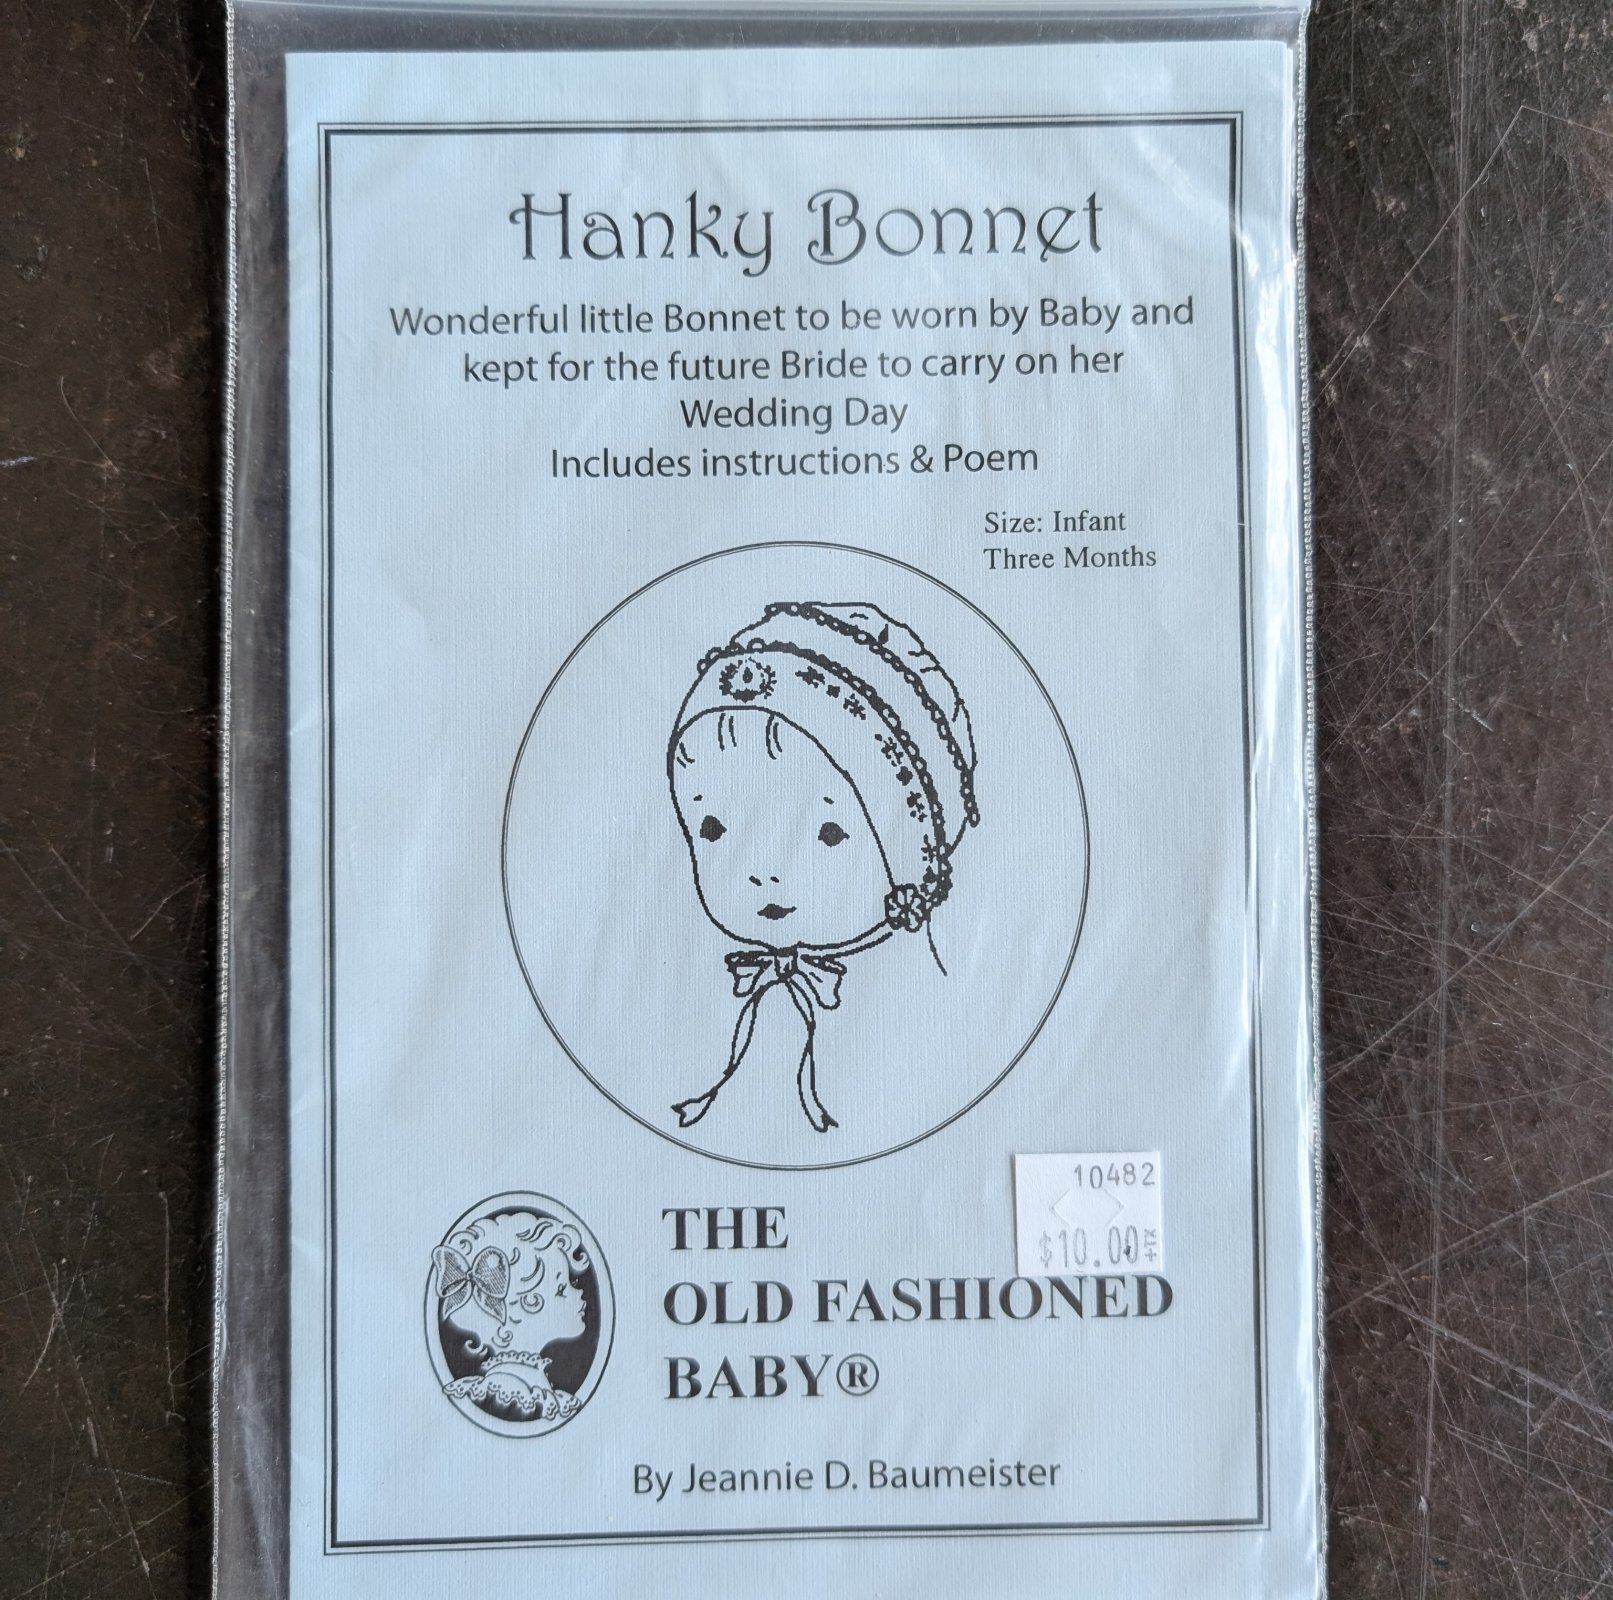 Hanky Bonnet
Wonderful little Bonnet to be worn by Baby and
kept for the future Bride to carry on her
Wedding Day
Includes instructions & Poem
Size: Infant
Three Months
10482
$10.00+TX
THE
OLD FASHIONED
BABY®
By Jeannie D. Baumeister